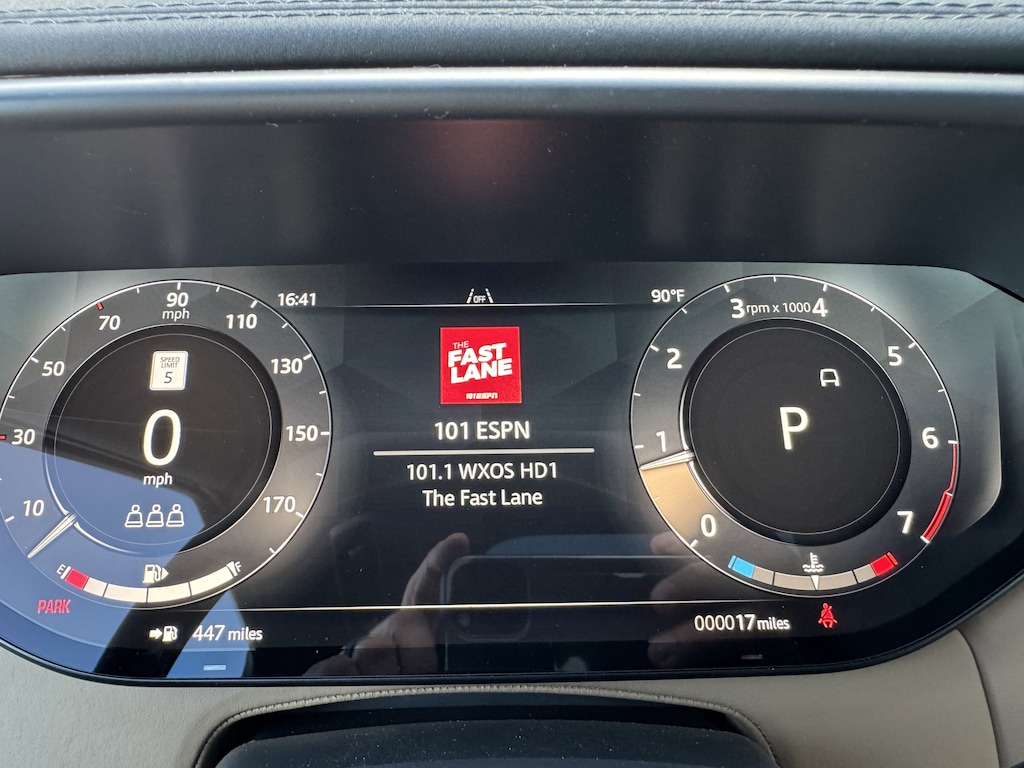 16:41
OFF
90°F
10
30
50
70
90
mph
110
130
150
170
SPEED
LIMIT
5
0
mph
THE
FAST
LANE
101 ESPN
101 ESPN
101.1 WXOS HD1
The Fast Lane
0
1
2
3
rpm x 1000
4
5
6
7
P
E
F
PARK
447 miles
000017 miles